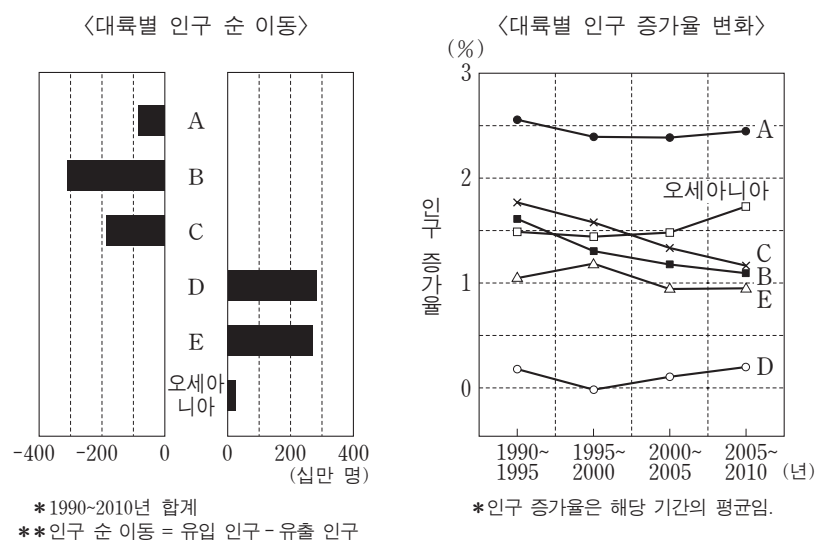 〈대륙별 인구 순 이동〉
A
B
C
D
E
오세아
니아
-400 -200 0
0 200 400
(십만 명)
*1990~2010년 합계
**인구 순 이동 = 유입 인구 - 유출 인구
〈대륙별 인구 증가율 변화〉
(%)
3
2
1
0
인구 증가율
A
오세아니아
C
B
E
D
1990~ 1995~ 2000~ 2005~
1995 2000 2005 2010 (년)
*인구 증가율은 해당 기간의 평균임.